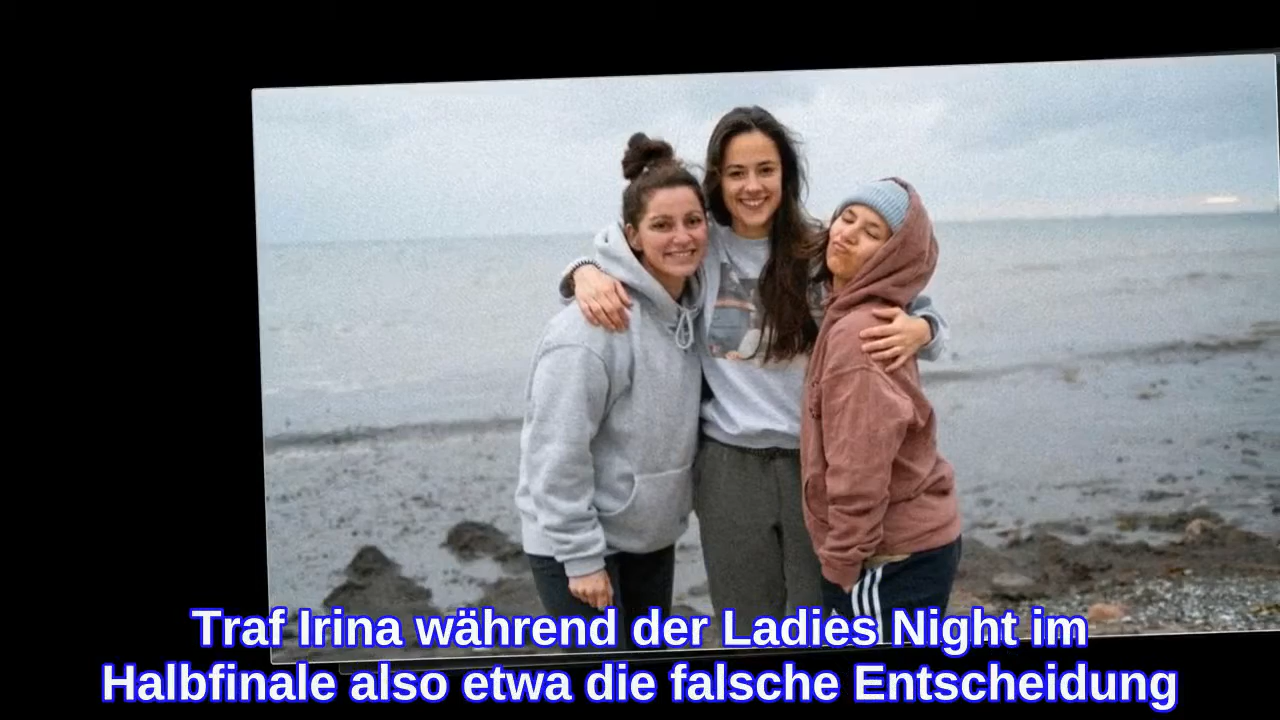 Traf Irina während der Ladies Night im
Halbfinale also etwa die falsche Entscheidung